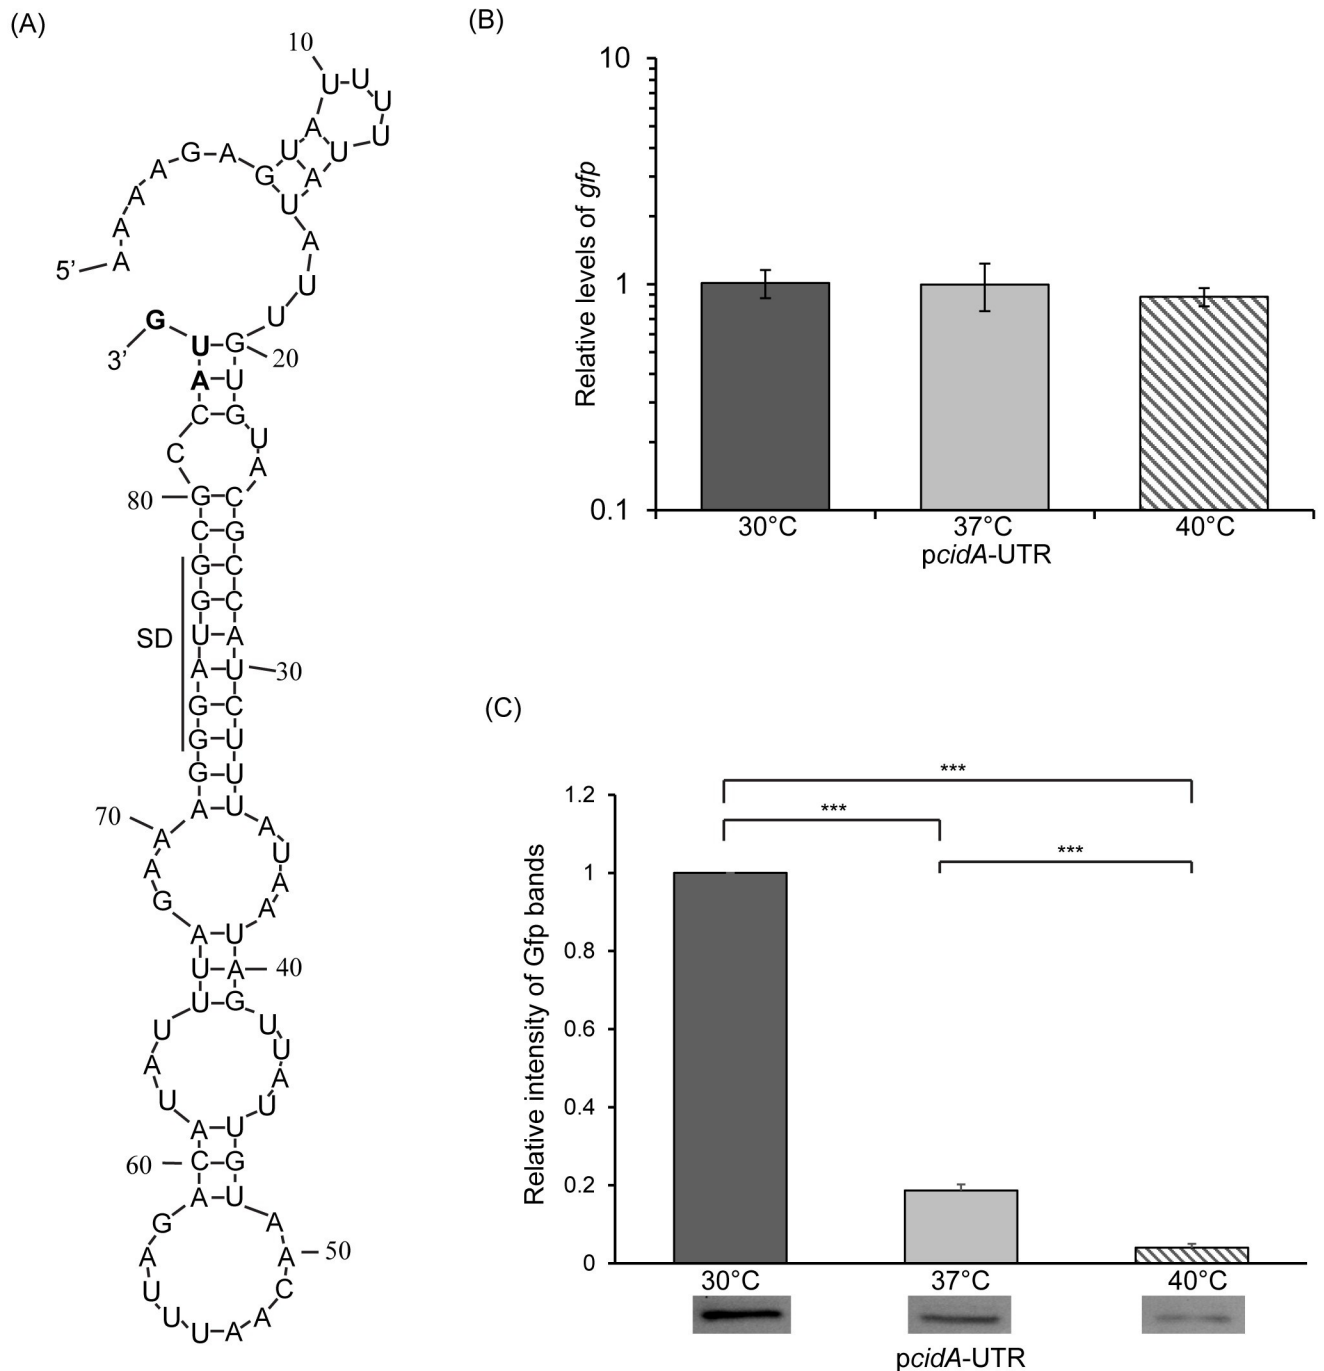 (A)
5'
A A A A G A G U A U U U U U A U A U U G
10
20
U G U A C G C C A U
30
C U U U A U A A U A
40
G U U A U U G U A A
50
C A A U U U A G A C
60
A U A U U U A G A A
70
A G G G A U G G C G
SD
80
C C A U G
3'
(B)
Relative levels of gfp
10
1
0.1
30°C 37°C 40°C
pcidA-UTR
(C)
Relative intensity of Gfp bands
***
*** ***
1.2
1
0.8
0.6
0.4
0.2
0
30°C 37°C 40°C
pcidA-UTR